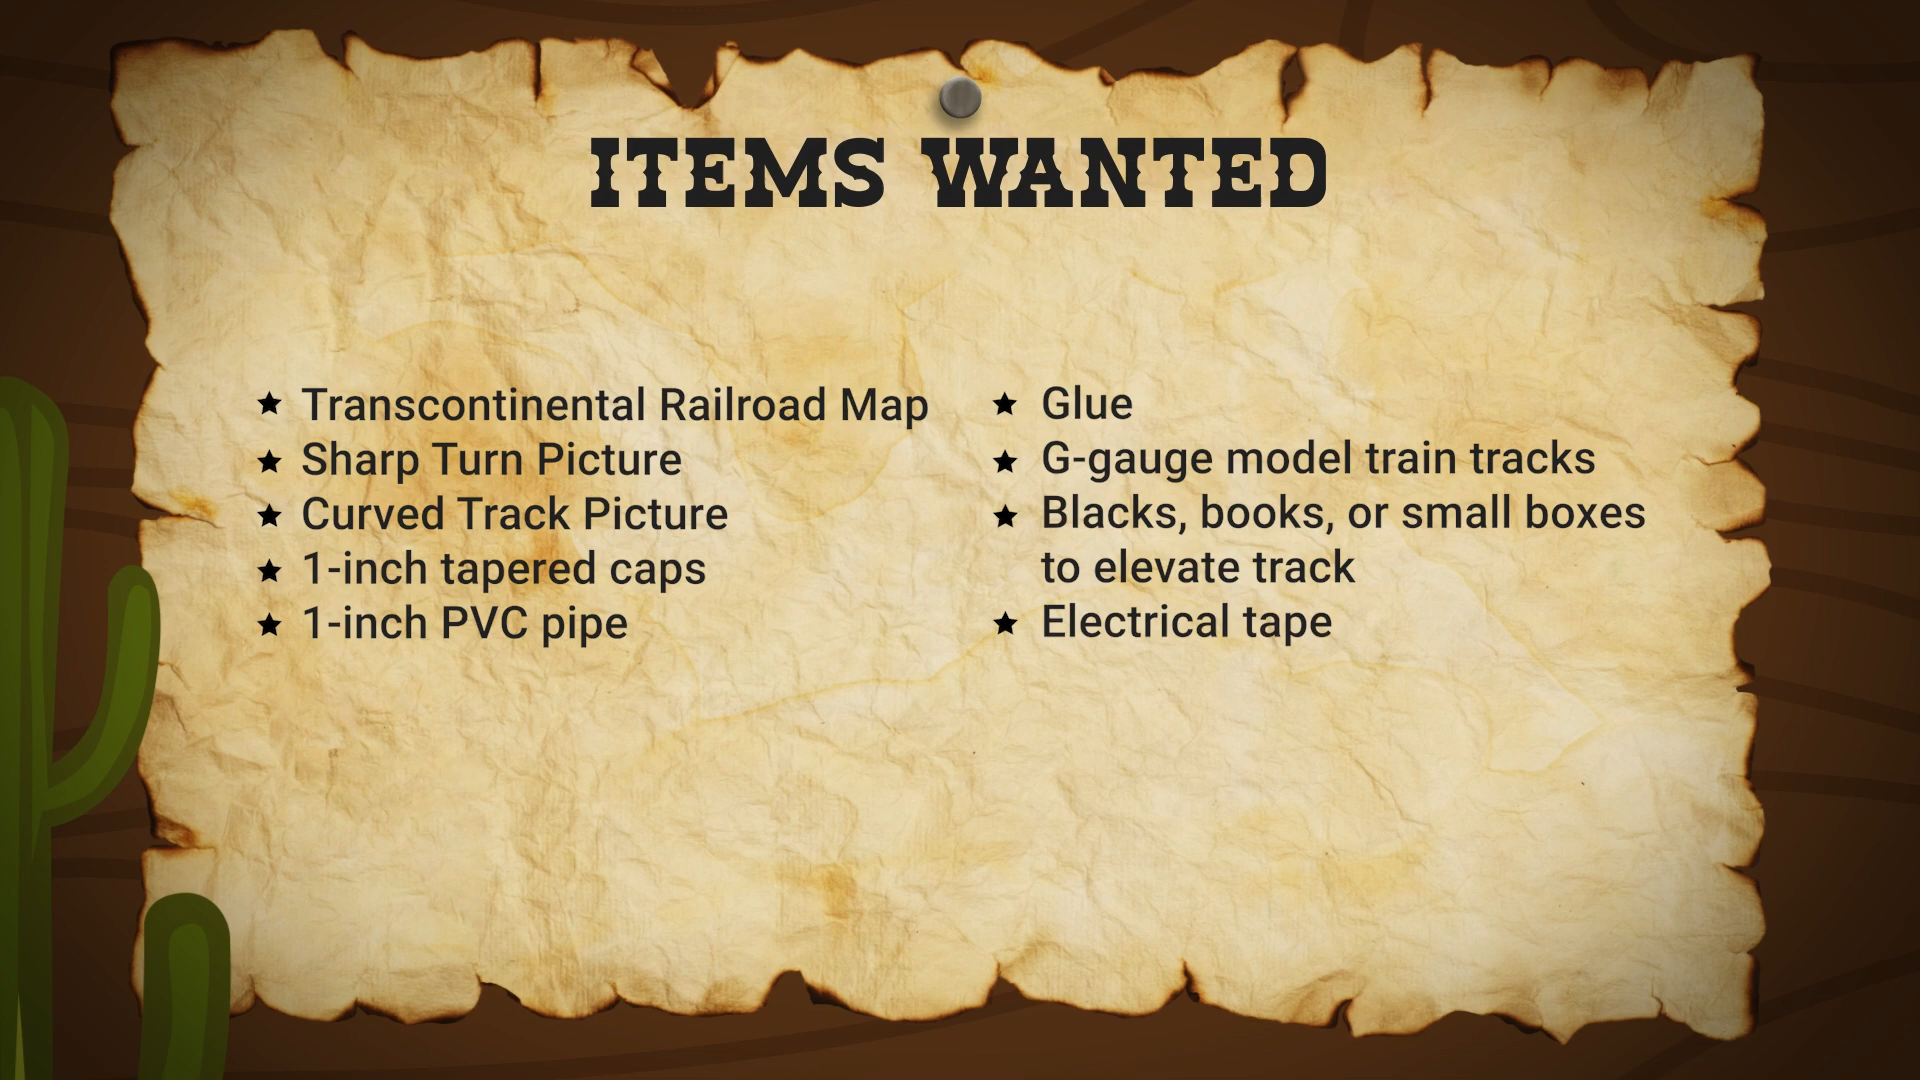 ITEMS WANTED
Transcontinental Railroad Map
Sharp Turn Picture
Curved Track Picture
1-inch tapered caps
1-inch PVC pipe
Glue
G-gauge model train tracks
Blacks, books, or small boxes
to elevate track
Electrical tape